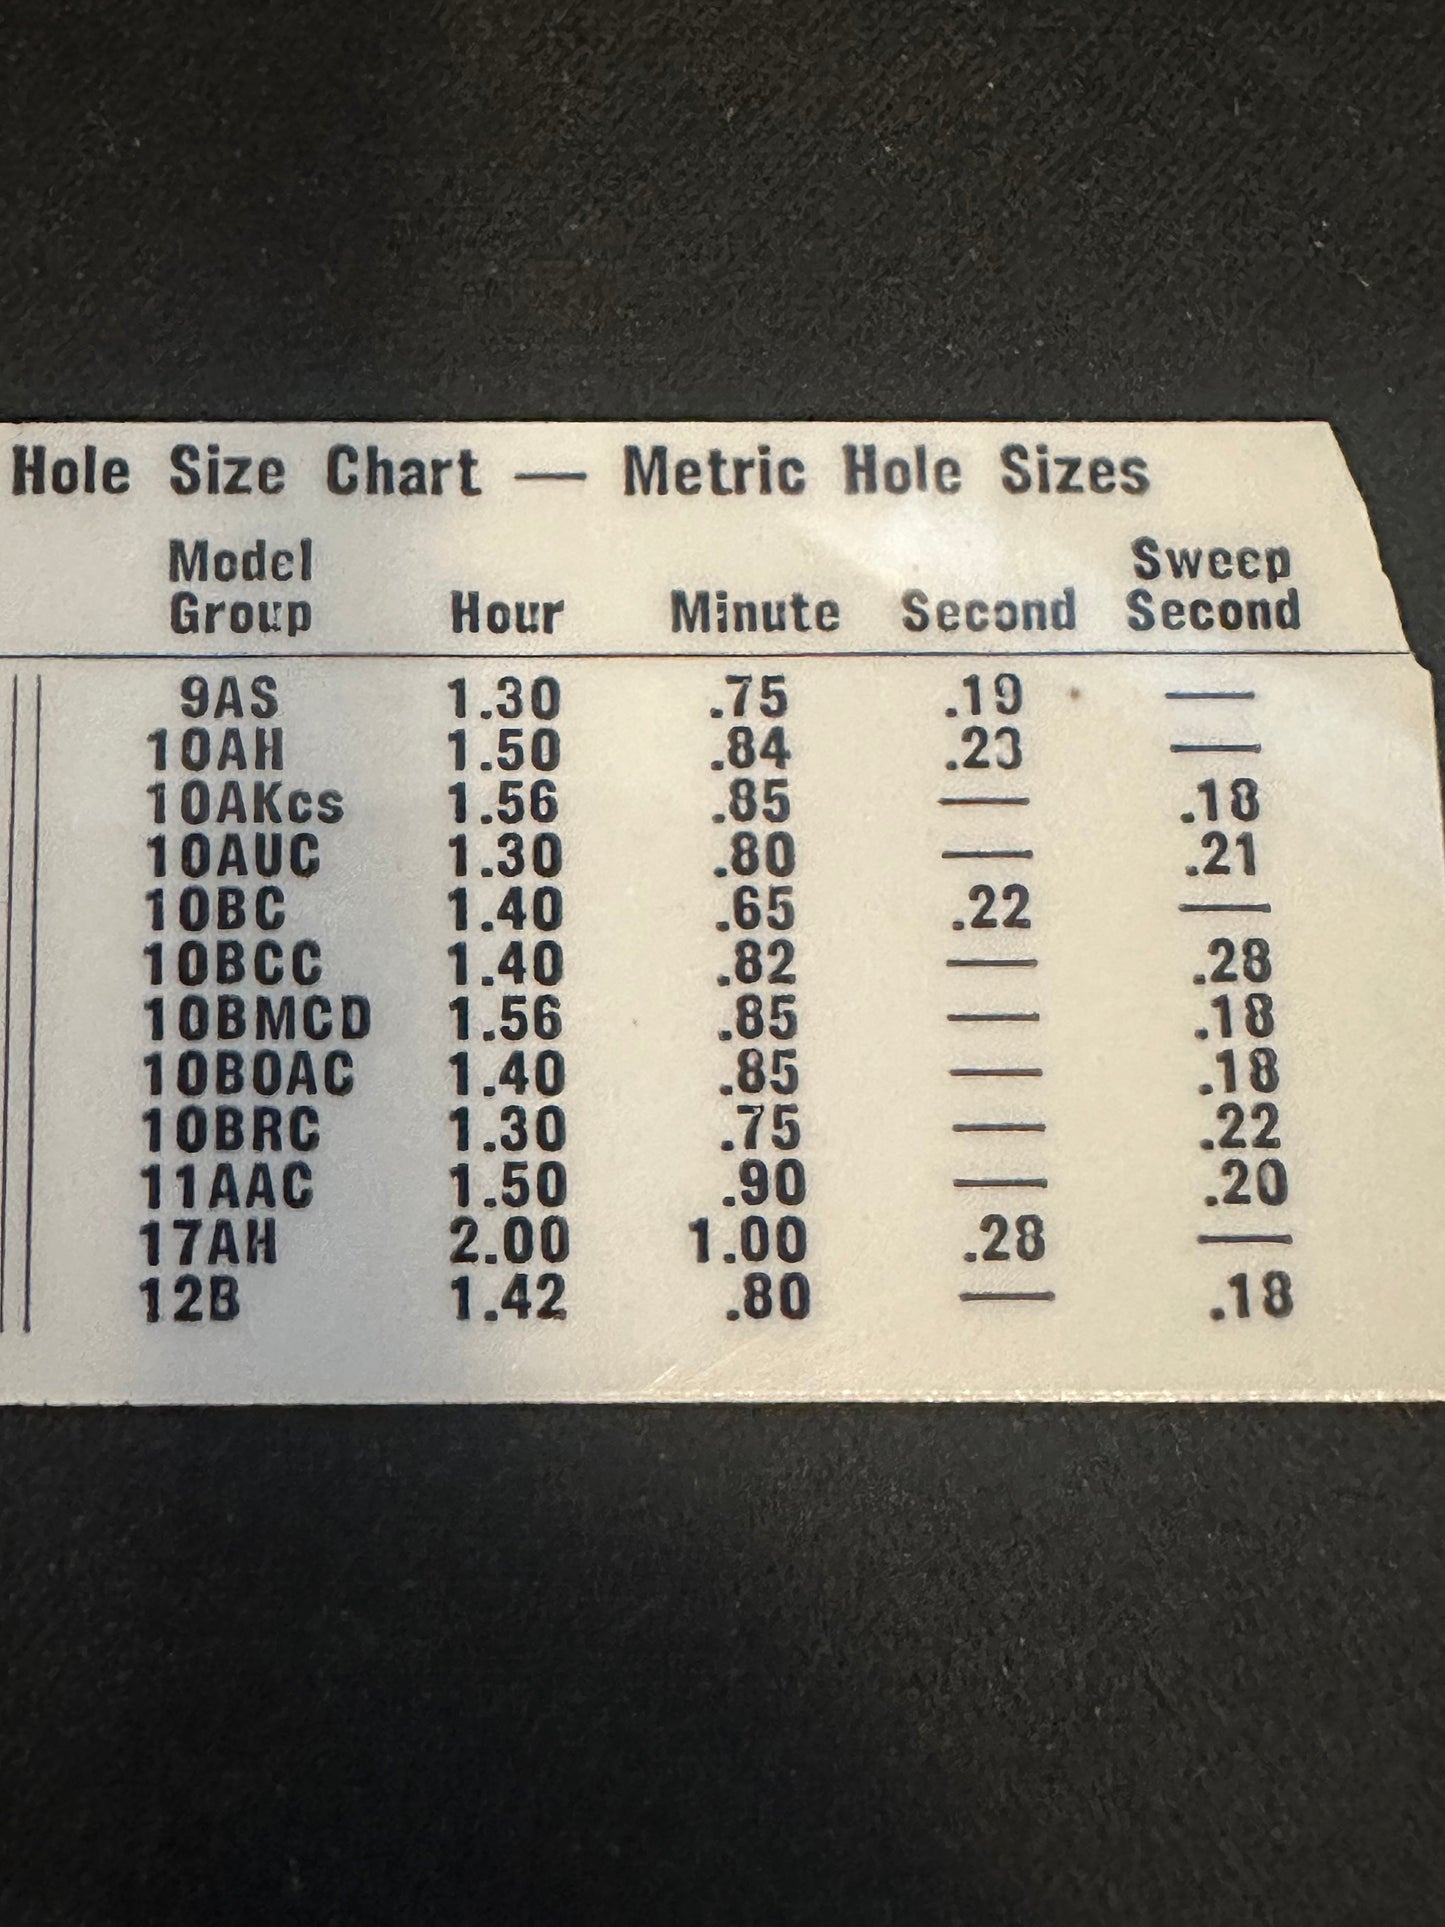 Hole Size Chart — Metric Hole Sizes
Model Group Hour Minute Second Sweep Second
9AS 1.30 .75 .19 —
10AH 1.50 .84 .23 —
10AKcs 1.56 .85 — .18
10AUC 1.30 .80 — .21
10BC 1.40 .65 .22 —
10BCC 1.40 .82 — .28
10BMCD 1.56 .85 — .18
10BOAC 1.40 .85 — .18
10BRC 1.30 .75 — .22
11AAC 1.50 .90 — .20
17AH 2.00 1.00 .28 —
12B 1.42 .80 — .18